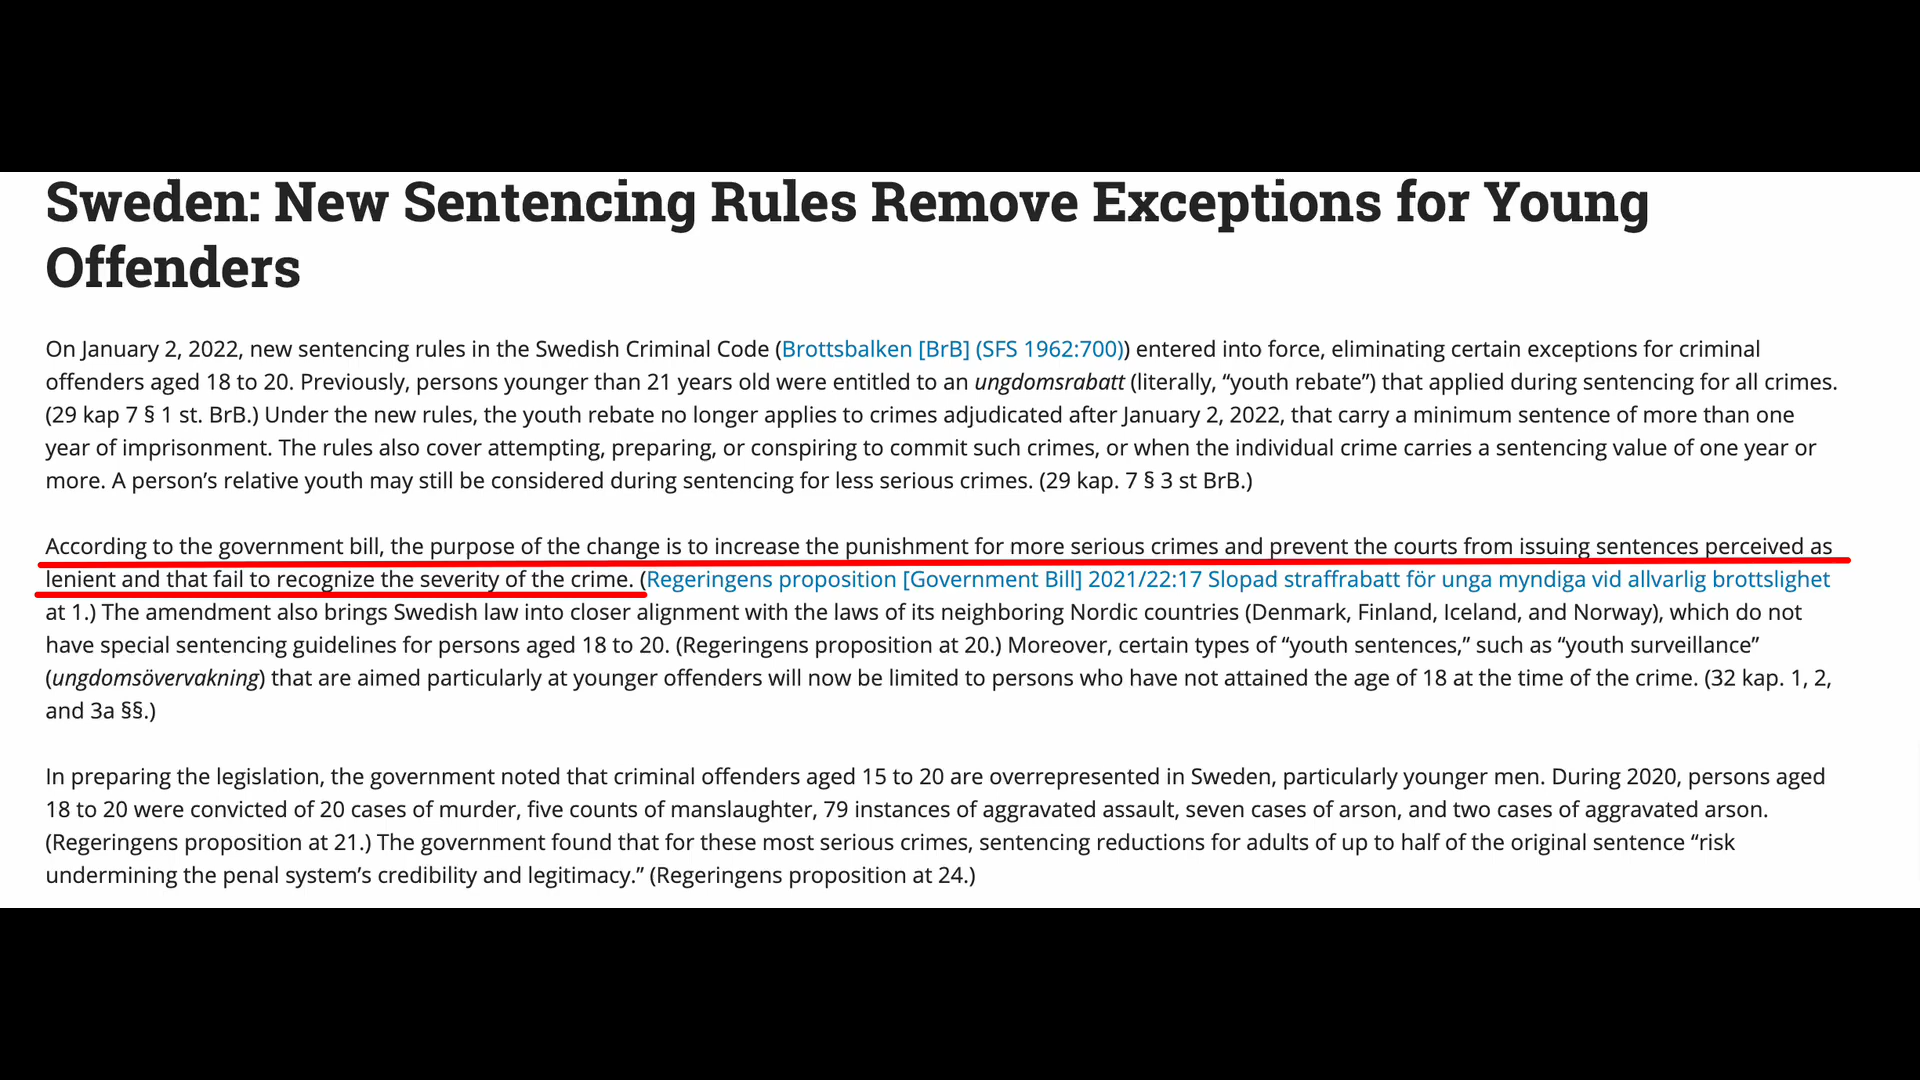 Sweden: New Sentencing Rules Remove Exceptions for Young
Offenders
On January 2, 2022, new sentencing rules in the Swedish Criminal Code (Brottsbalken [BrB] (SFS 1962:700)) entered into force, eliminating certain exceptions for criminal
offenders aged 18 to 20. Previously, persons younger than 21 years old were entitled to an ungdomsrabatt (literally, “youth rebate”) that applied during sentencing for all crimes.
(29 kap 7 § 1 st. BrB.) Under the new rules, the youth rebate no longer applies to crimes adjudicated after January 2, 2022, that carry a minimum sentence of more than one
year of imprisonment. The rules also cover attempting, preparing, or conspiring to commit such crimes, or when the individual crime carries a sentencing value of one year or
more. A person’s relative youth may still be considered during sentencing for less serious crimes. (29 kap. 7 § 3 st BrB.)
According to the government bill, the purpose of the change is to increase the punishment for more serious crimes and prevent the courts from issuing sentences perceived as
lenient and that fail to recognize the severity of the crime. (Regeringens proposition [Government Bill] 2021/22:17 Slopad straffrabatt för unga myndiga vid allvarlig brottslighet
at 1.) The amendment also brings Swedish law into closer alignment with the laws of its neighboring Nordic countries (Denmark, Finland, Iceland, and Norway), which do not
have special sentencing guidelines for persons aged 18 to 20. (Regeringens proposition at 20.) Moreover, certain types of “youth sentences,” such as “youth surveillance”
(ungdomsövervakning) that are aimed particularly at younger offenders will now be limited to persons who have not attained the age of 18 at the time of the crime. (32 kap. 1, 2,
and 3a §§.)
In preparing the legislation, the government noted that criminal offenders aged 15 to 20 are overrepresented in Sweden, particularly younger men. During 2020, persons aged
18 to 20 were convicted of 20 cases of murder, five counts of manslaughter, 79 instances of aggravated assault, seven cases of arson, and two cases of aggravated arson.
(Regeringens proposition at 21.) The government found that for these most serious crimes, sentencing reductions for adults of up to half of the original sentence “risk
undermining the penal system’s credibility and legitimacy.” (Regeringens proposition at 24.)